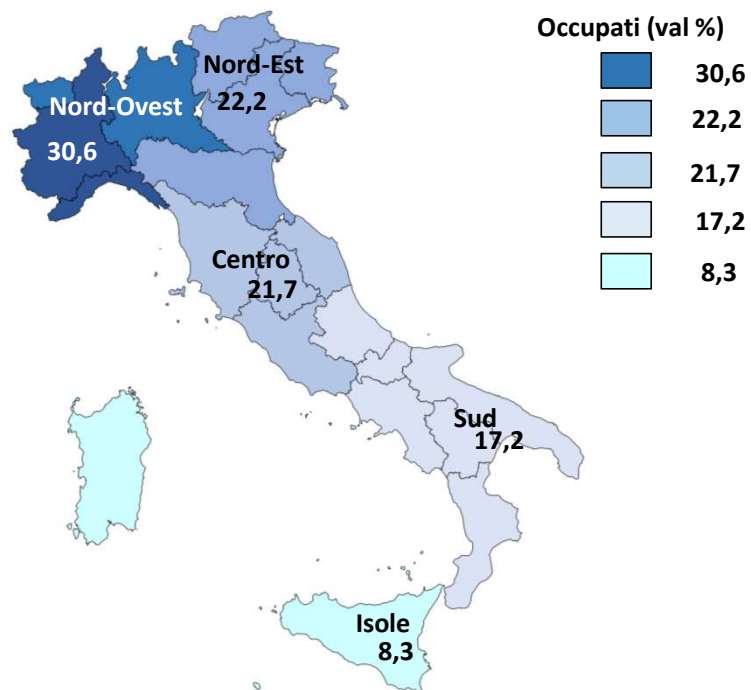 Occupati (val %)
30,6
22,2
21,7
17,2
8,3
Nord-Est
22,2
Nord-Ovest
30,6
Centro
21,7
Sud
17,2
Isole
8,3